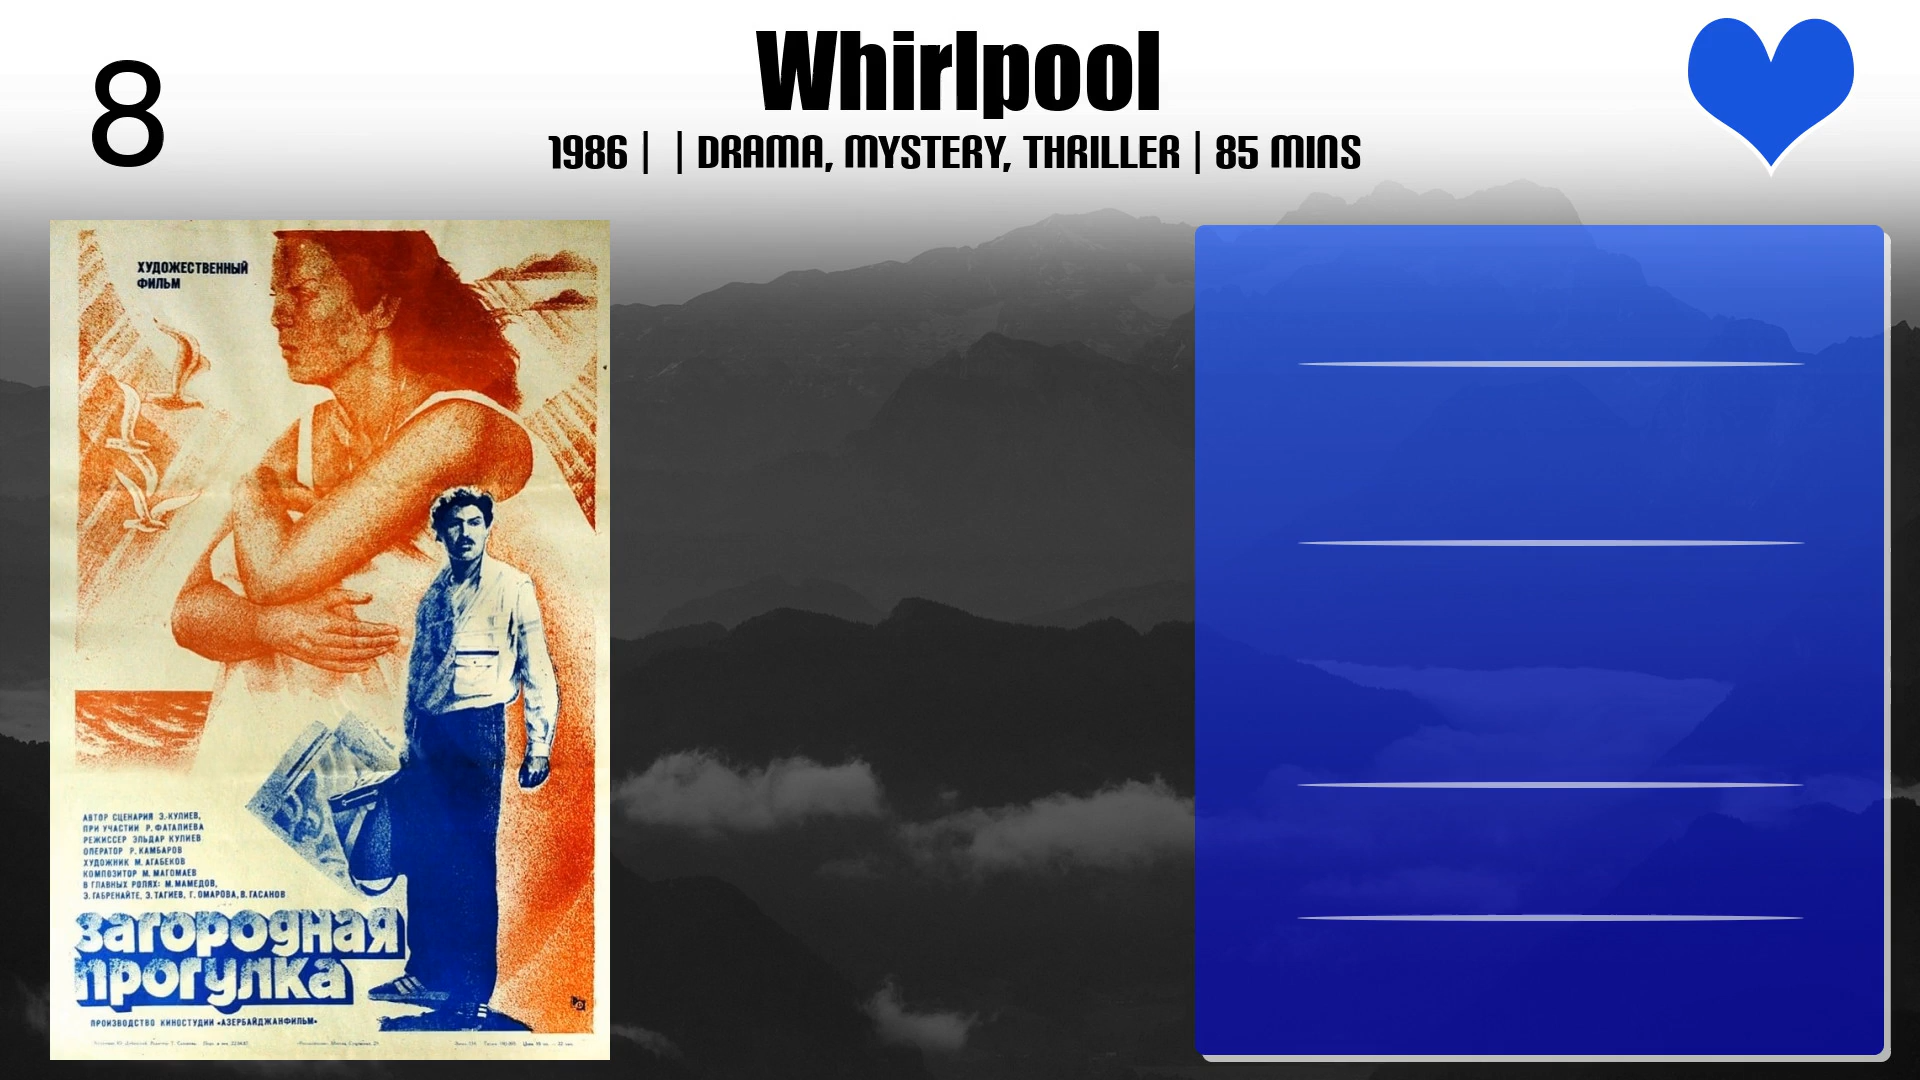 8
Whirlpool
1986 | | DRAMA, MYSTERY, THRILLER | 85 MINS
ХУДОЖЕСТВЕННЫЙ
ФИЛЬМ
АВТОР СЦЕНАРИЯ Э. КУЛИЕВ,
ПРИ УЧАСТИИ Р. ФАТАЛИЕВА
РЕЖИССЕР ЭЛЬДАР КУЛИЕВ
ОПЕРАТОР Р. КАМБАРОВ
ХУДОЖНИК М. АГАБЕКОВ
КОМПОЗИТОР М. МАГОМАЕВ
В ГЛАВНЫХ РОЛЯХ: М. МАМЕДОВ,
Э. ГАБРЕНАЙТЕ, Э. ТАГИЕВ, Г. ОМАРОВА, В. ГАСАНОВ
загородная
прогулка
ПРОИЗВОДСТВО КИНОСТУДИИ «АЗЕРБАЙДЖАНФИЛЬМ»